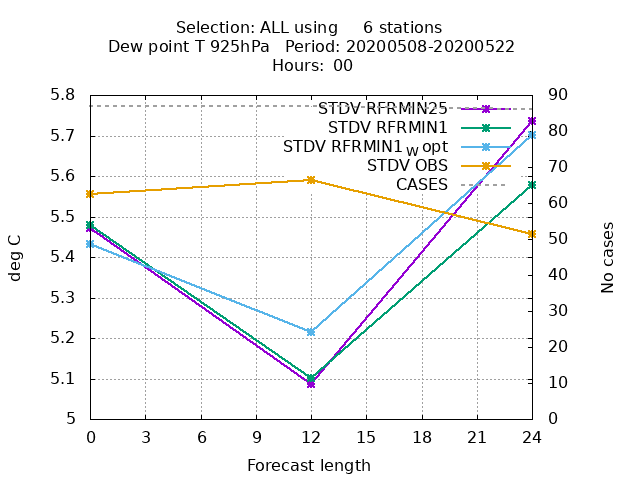 Selection: ALL using     6 stations
Dew point T 925hPa   Period: 20200508-20200522
Hours:  00
5.8
5.7
5.6
5.5
5.4
5.3
5.2
5.1
5
deg C
STDV RFRMIN25
STDV RFRMIN1
STDV RFRMIN1 w opt
STDV OBS
CASES
90
80
70
60
50
40
30
20
10
0
No cases
0 3 6 9 12 15 18 21 24
Forecast length